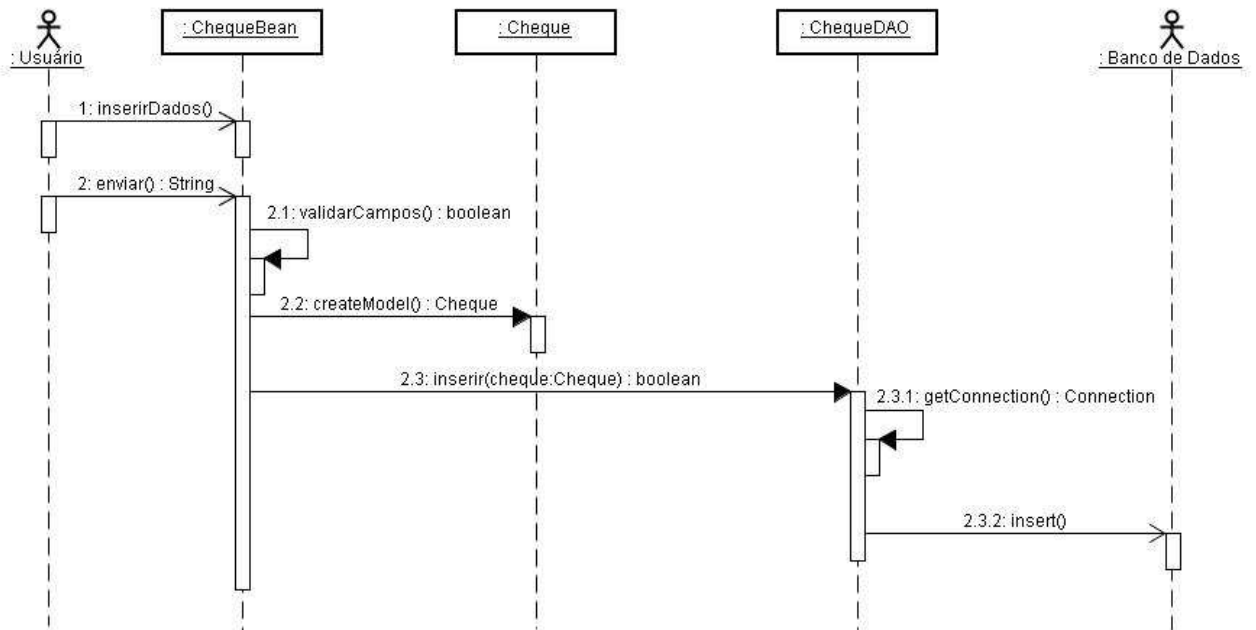 : Usuário
: ChequeBean
: Cheque
: ChequeDAO
: Banco de Dados
1: inserirDados()
2: enviar() : String
2.1: validarCampos() : boolean
2.2: createModel() : Cheque
2.3: inserir(cheque:Cheque) : boolean
2.3.1: getConnection() : Connection
2.3.2: insert()